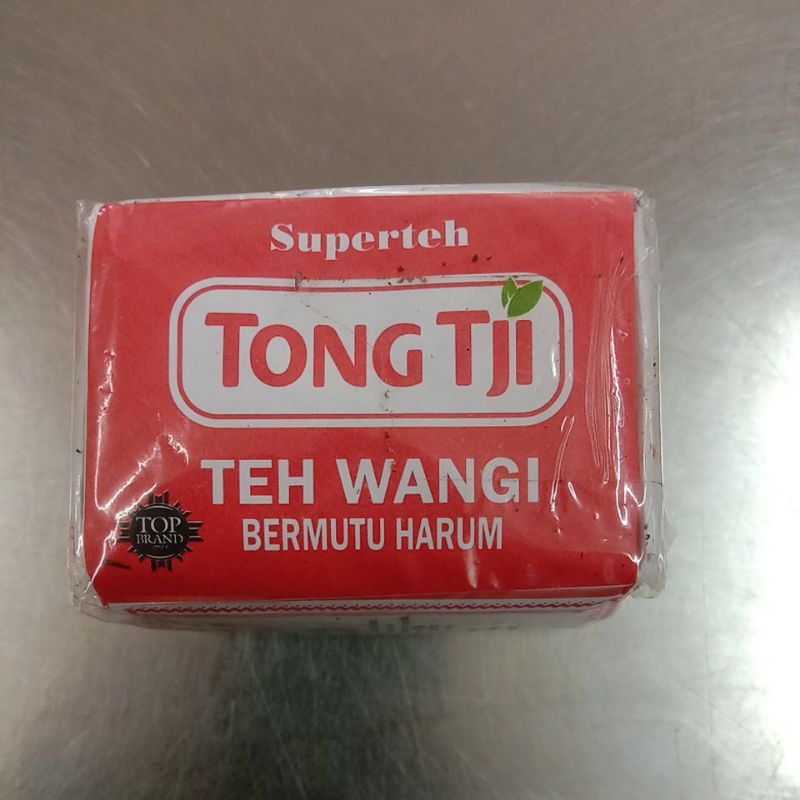 Superteh
TONG TJI
TEH WANGI
BERMUTU HARUM
TOP
BRAND